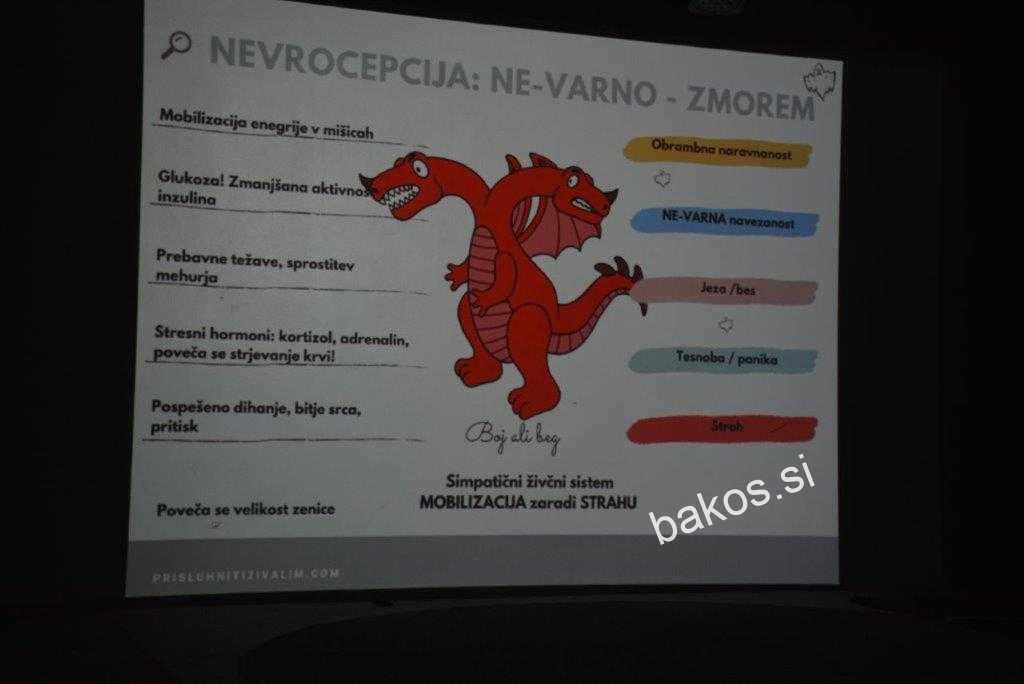 NEVROCEPCIJA: NE-VARNO - ZMOREM
Mobilizacija enegrije v mišicah
Glukoza! Zmanjšana aktivnos
inzulina
Prebavne težave, sprostitev
mehurja
Stresni hormoni: kortizol, adrenalin,
poveča se strjevanje krvi!
Pospešeno dihanje, bitje srca,
pritisk
Poveča se velikost zenice
Boj ali beg
Simpatični živčni sistem
MOBILIZACIJA zaradi STRAHU
Obrambna naravnanost
NE-VARNA navezanost
Jeza /bes
Tesnoba / panika
Strah
bakos.si
PRISLUHNITIZIVALIM.COM